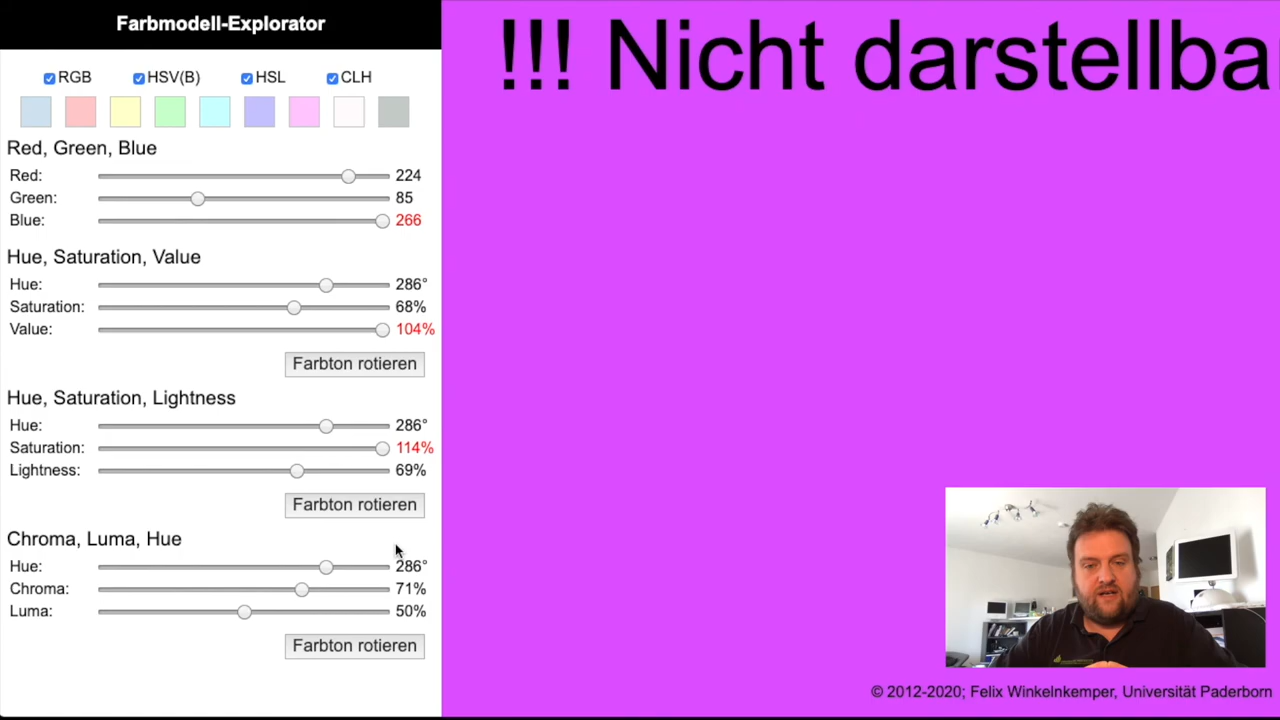 Farbmodell-Explorator
!!! Nicht darstellba
RGB HSV(B) HSL CLH
Red, Green, Blue
Red: 224
Green: 85
Blue: 266
Hue, Saturation, Value
Hue: 286°
Saturation: 68%
Value: 104%
Farbton rotieren
Hue, Saturation, Lightness
Hue: 286°
Saturation: 114%
Lightness: 69%
Farbton rotieren
Chroma, Luma, Hue
Hue: 286°
Chroma: 71%
Luma: 50%
Farbton rotieren
© 2012-2020; Felix Winkelnkemper, Universität Paderborn